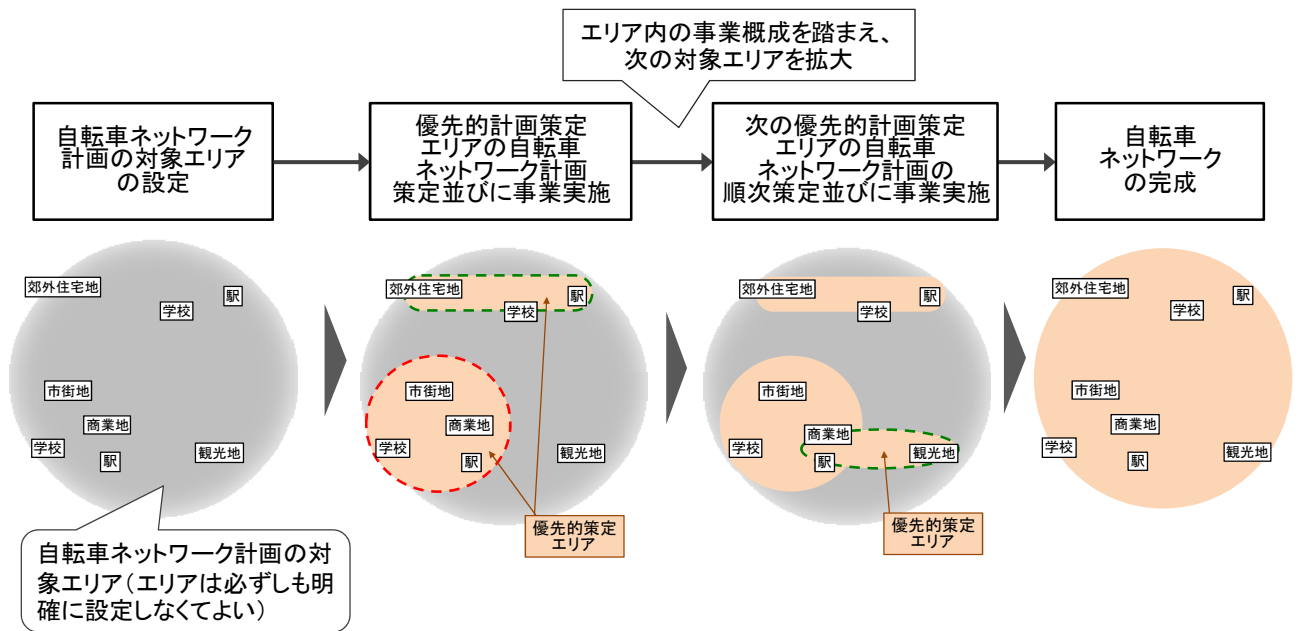 エリア内の事業概成を踏まえ、
次の対象エリアを拡大
自転車ネットワーク
計画の対象エリア
の設定
優先的計画策定
エリアの自転車
ネットワーク計画
策定並びに事業実施
次の優先的計画策定
エリアの自転車
ネットワーク計画の
順次策定並びに事業実施
自転車
ネットワーク
の完成
郊外住宅地
駅
学校
市街地
商業地
学校
駅
観光地
郊外住宅地
駅
学校
市街地
商業地
学校
駅
観光地
優先的策定
エリア
郊外住宅地
駅
学校
市街地
商業地
学校
駅
観光地
優先的策定
エリア
郊外住宅地
駅
学校
市街地
商業地
学校
駅
観光地
自転車ネットワーク計画の対
象エリア（エリアは必ずしも明
確に設定しなくてよい）